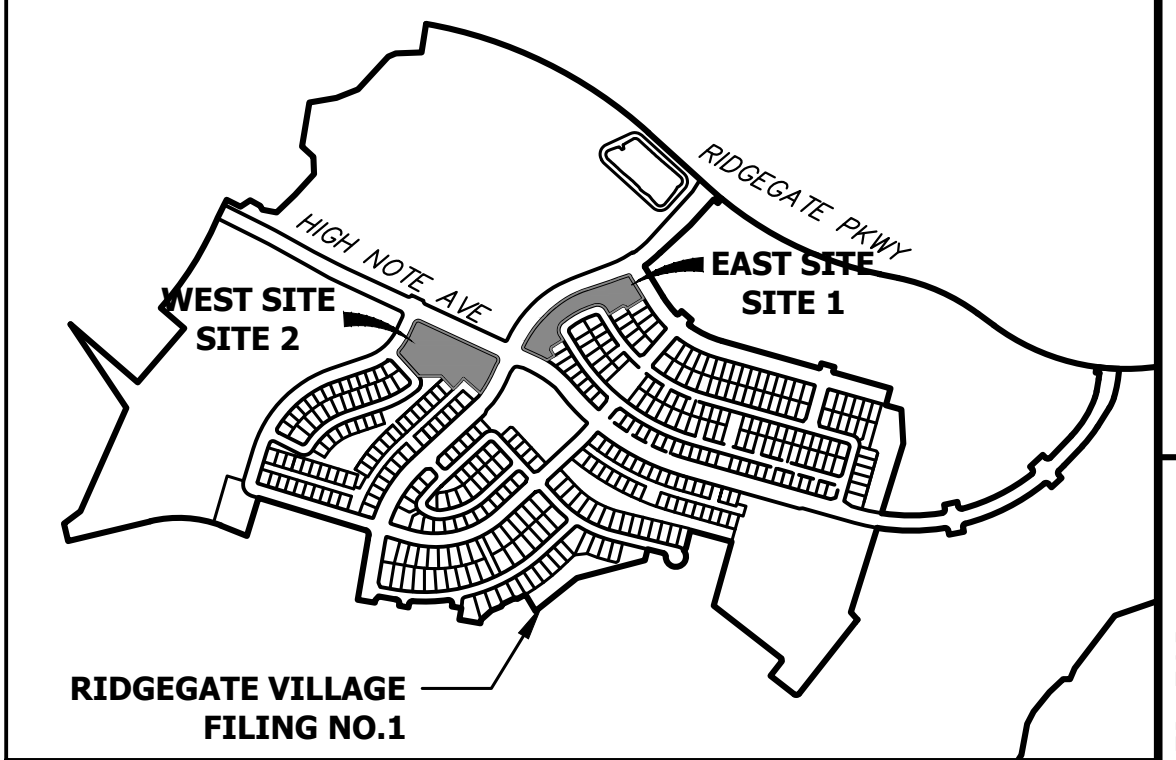 RIDGEGATE PKWY
HIGH NOTE AVE
EAST SITE
SITE 1
WEST SITE
SITE 2
RIDGEGATE VILLAGE
FILING NO.1